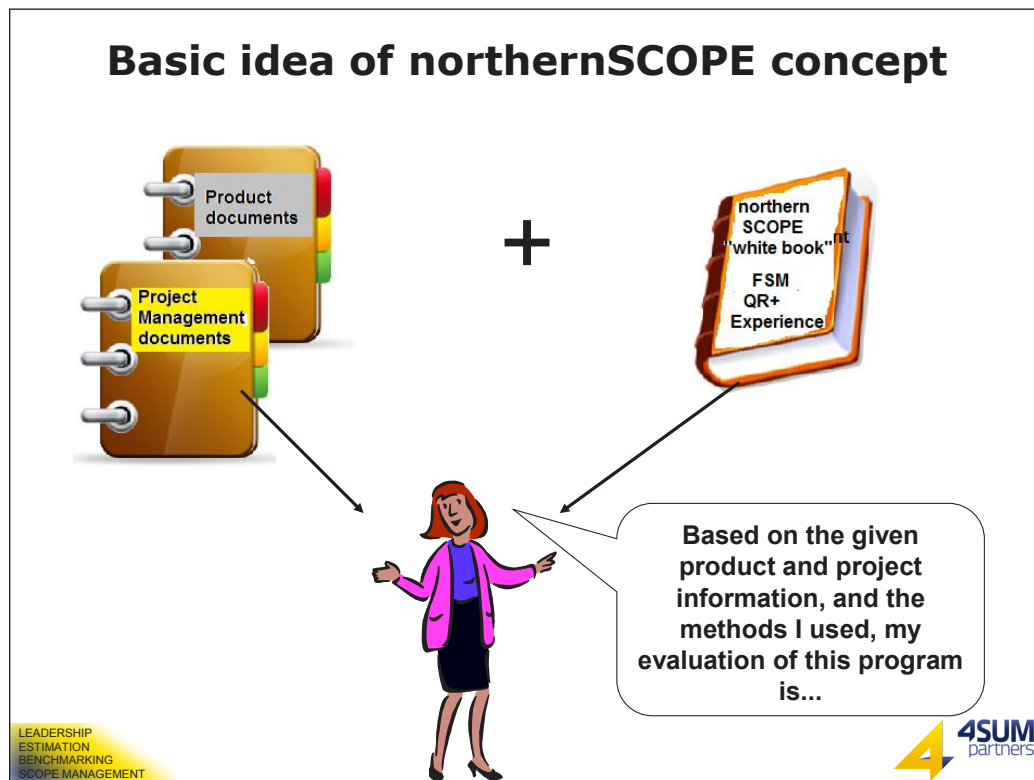 Basic idea of northernSCOPE concept
Product
documents
Project
Management
documents
+
northern
SCOPE
"white book"
nt
FSM
QR+
Experience
Based on the given
product and project
information, and the
methods I used, my
evaluation of this program
is...
LEADERSHIP
ESTIMATION
BENCHMARKING
SCOPE MANAGEMENT
4SUM
partners